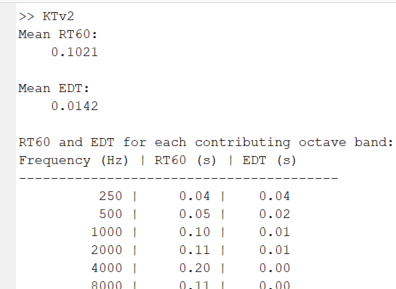 >> KTv2
Mean RT60:
0.1021
Mean EDT:
0.0142
RT60 and EDT for each contributing octave band:
Frequency (Hz) | RT60 (s) | EDT (s)
----------------------------------------
250 | 0.04 | 0.04
500 | 0.05 | 0.02
1000 | 0.10 | 0.01
2000 | 0.11 | 0.01
4000 | 0.20 | 0.00
8000 | 0.11 | 0.00